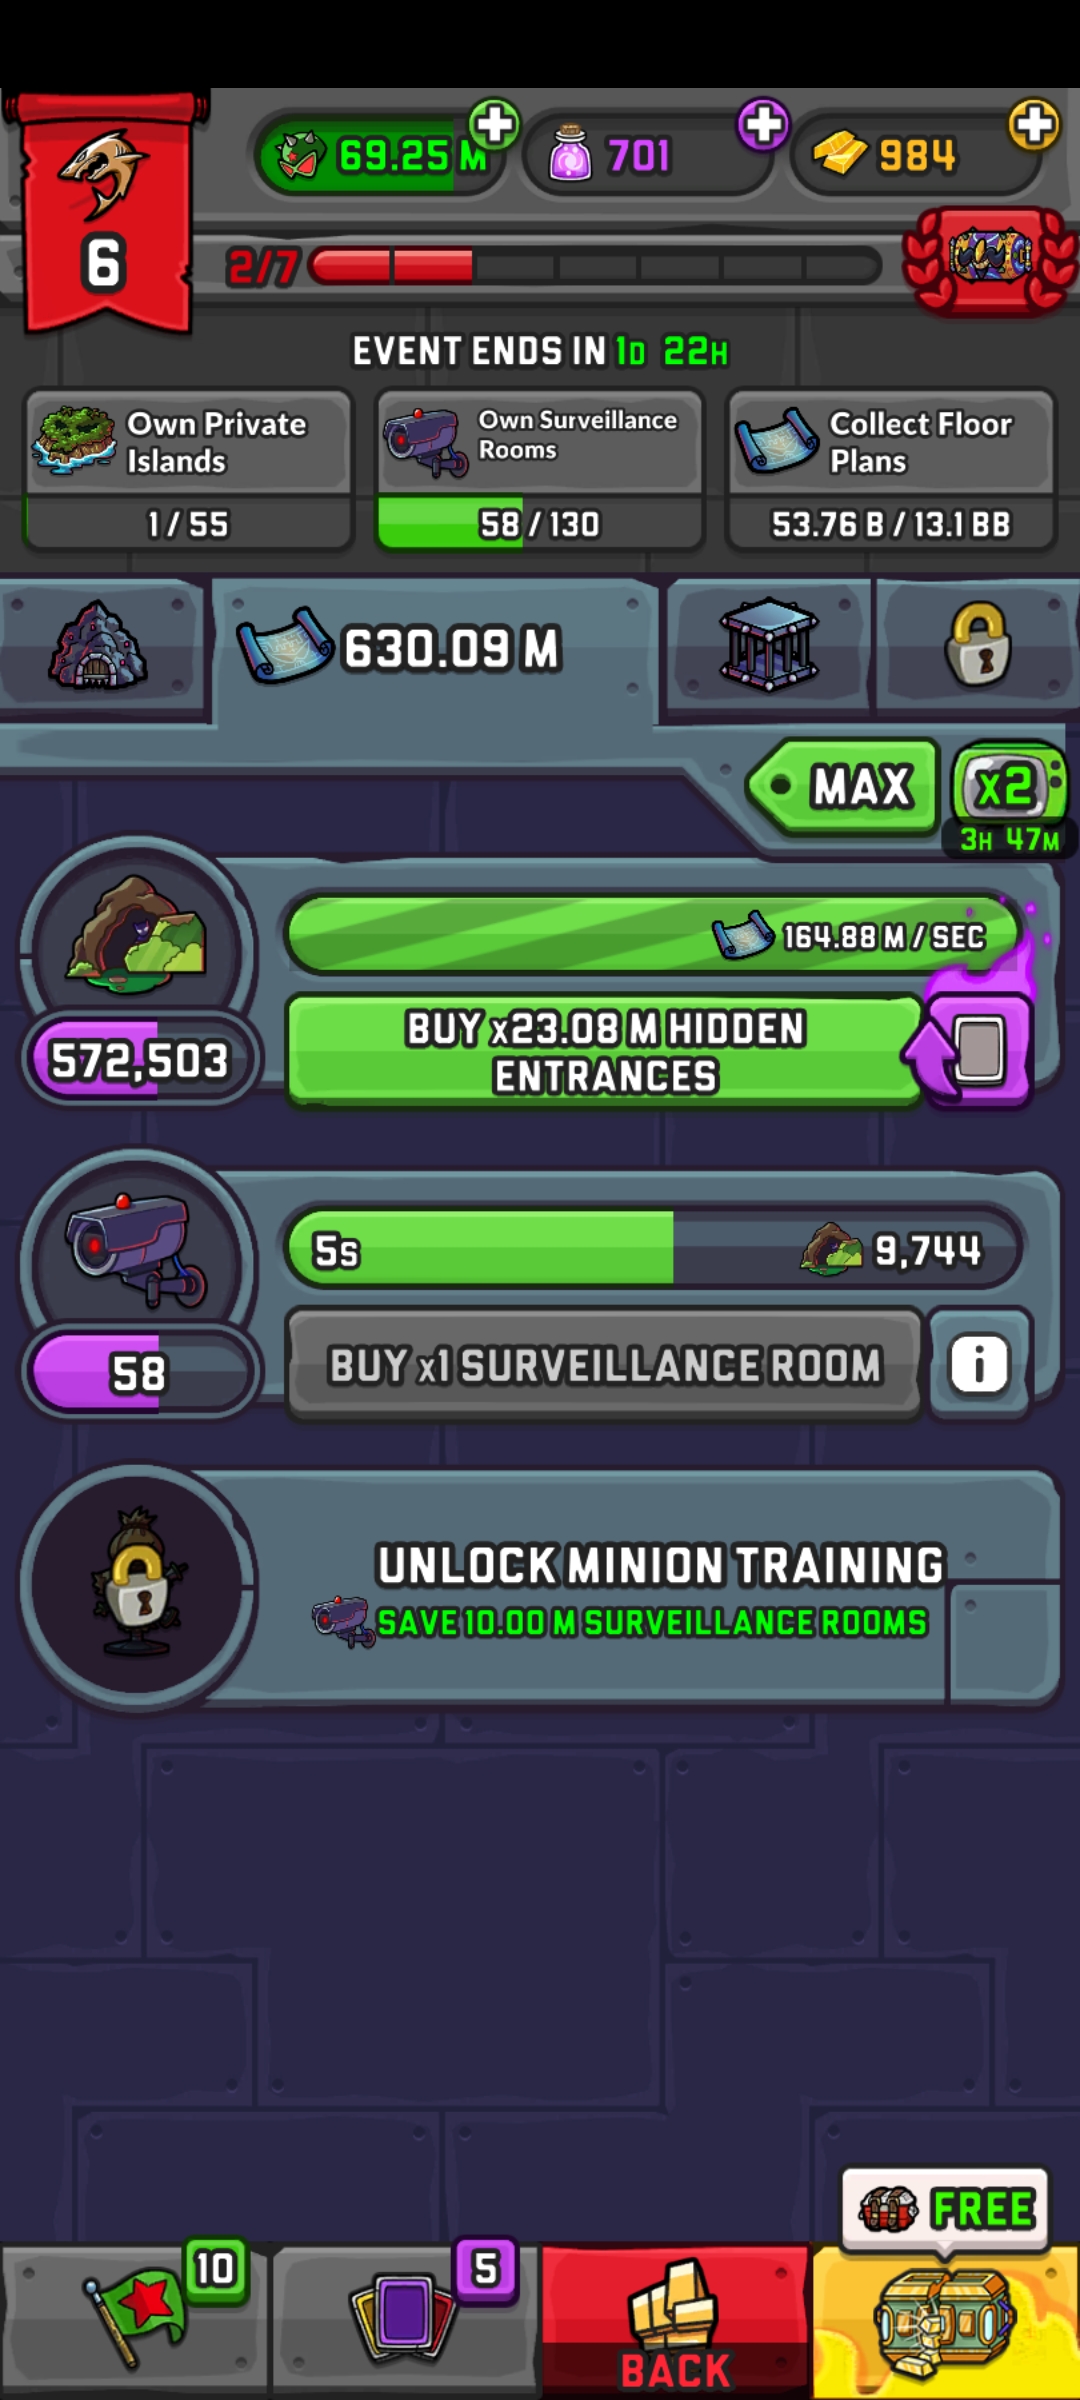 69.25 M
701
984
6
2/7
EVENT ENDS IN 1D 22H
Own Private
Islands
1 / 55
Own Surveillance
Rooms
58 / 130
Collect Floor
Plans
53.76 B / 13.1 BB
630.09 M
MAX
x2
3H 47M
164.88 M / SEC
BUY x23.08 M HIDDEN
ENTRANCES
572,503
5s
9,744
58
BUY x1 SURVEILLANCE ROOM
i
UNLOCK MINION TRAINING
SAVE 10.00 M SURVEILLANCE ROOMS
FREE
10
5
BACK